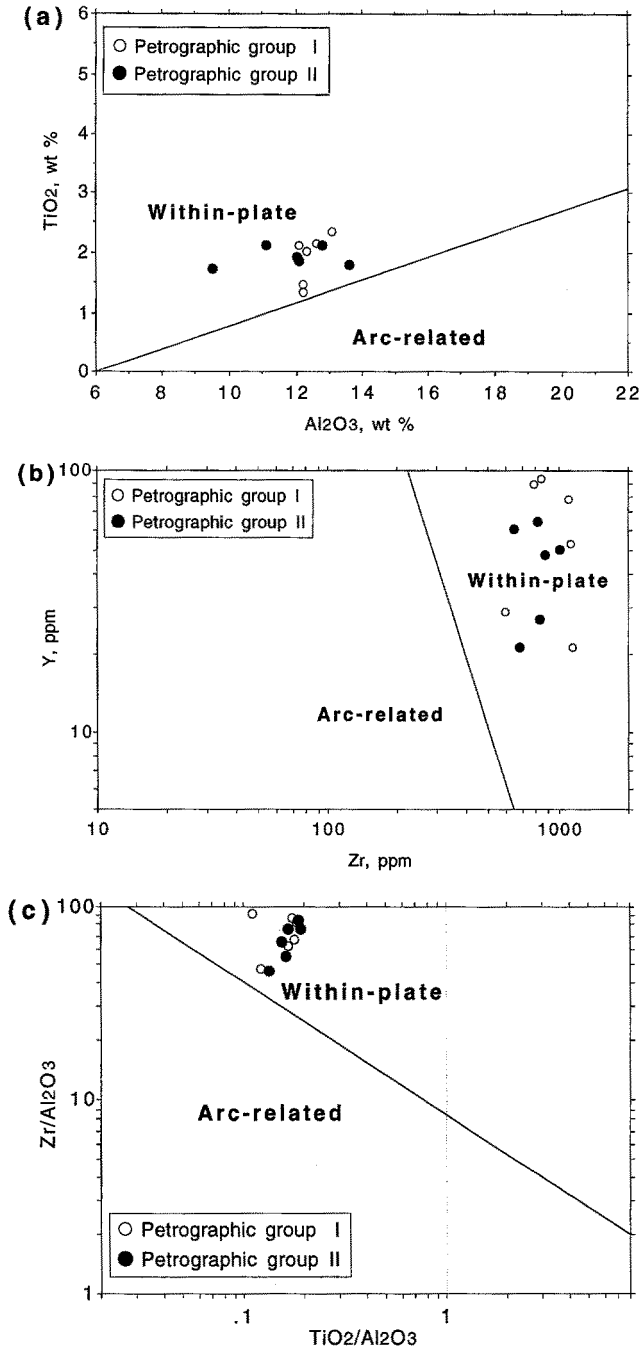 (a)
6
5
4
3
2
1
0
TiO2, wt %
Petrographic group I
Petrographic group II
Within-plate
Arc-related
6 8 10 12 14 16 18 20 22
Al2O3, wt %
(b)
100
10
Y, ppm
Petrographic group I
Petrographic group II
Within-plate
Arc-related
10 100 1000
Zr, ppm
(c)
100
10
1
Zr/Al2O3
Within-plate
Arc-related
Petrographic group I
Petrographic group II
.1 1
TiO2/Al2O3